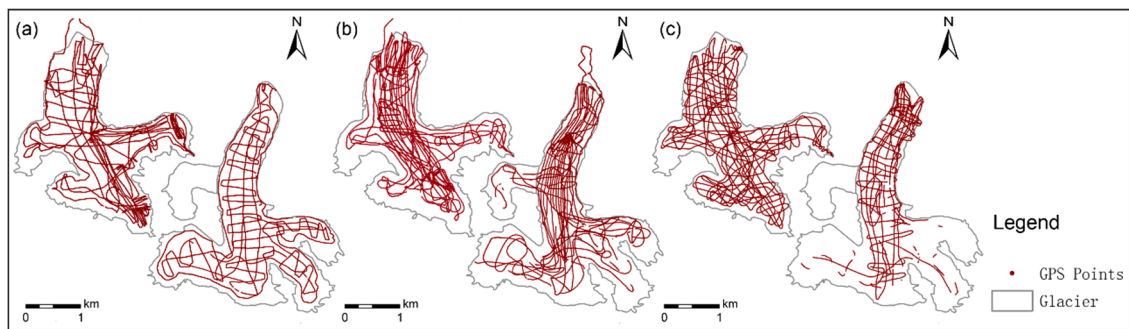 (a)
N
(b)
N
(c)
N
Legend
GPS Points
Glacier
km
0 1
km
0 1
km
0 1